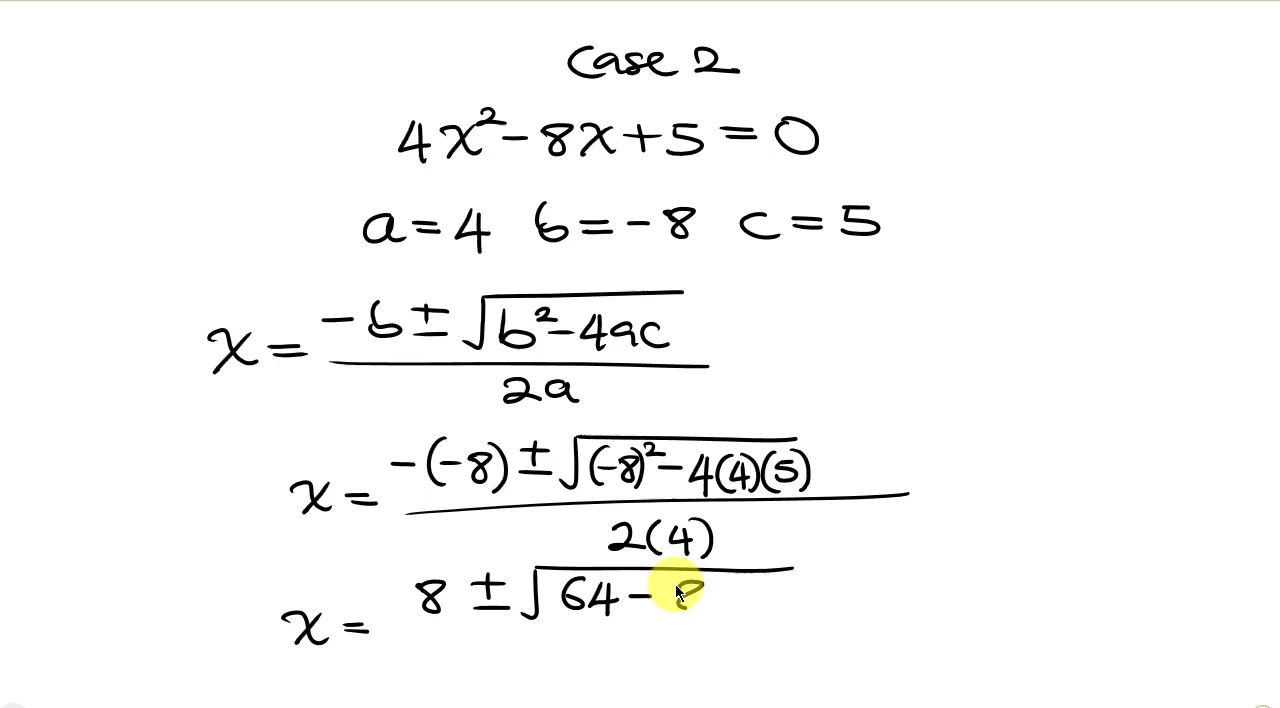 Case 2
4x² - 8x + 5 = 0
a = 4 b = -8 c = 5
x = (-b ± √(b² - 4ac)) / 2a
x = (-(-8) ± √((-8)² - 4(4)(5))) / 2(4)
x = 8 ± √(64 - 8